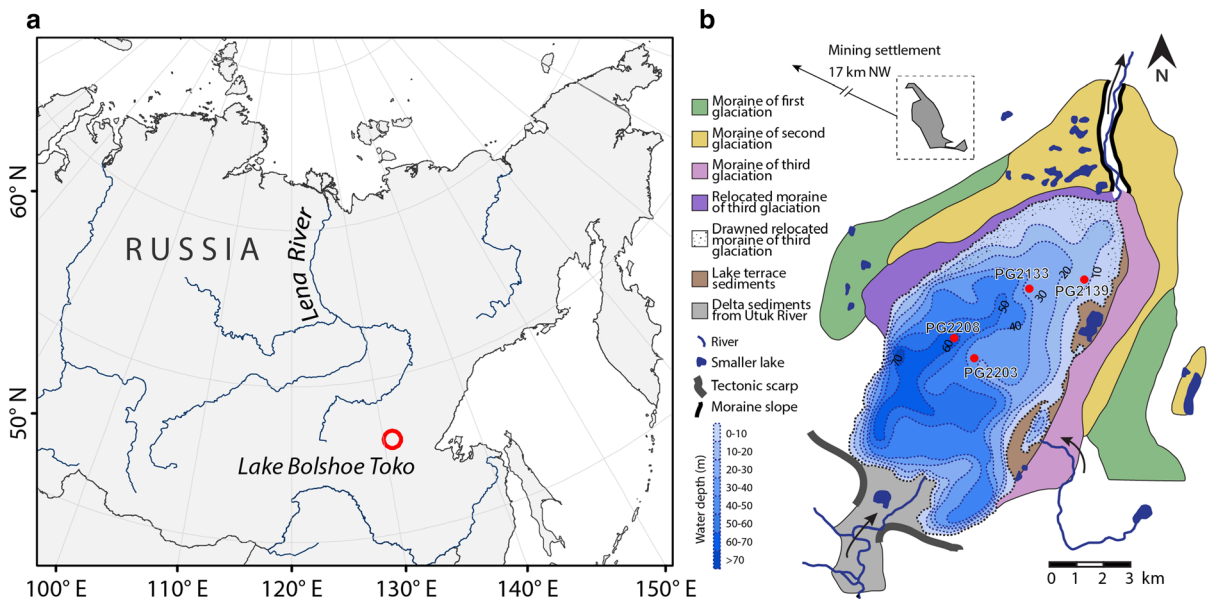 a
60° N
50° N
RUSSIA
Lena River
Lake Bolshoe Toko
100° E
110° E
120° E
130° E
140° E
150° E
b
Mining settlement
17 km NW
N
Moraine of first
glaciation
Moraine of second
glaciation
Moraine of third
glaciation
Relocated moraine
of third glaciation
Drawned relocated
moraine of third
glaciation
Lake terrace
sediments
Delta sediments
from Utuk River
River
Smaller lake
Tectonic scarp
Moraine slope
Water depth (m)
0-10
10-20
20-30
30-40
40-50
50-60
60-70
>70
PG2133
PG2139
PG2208
PG2203
10
20
30
40
50
60
70
0 1 2 3 km